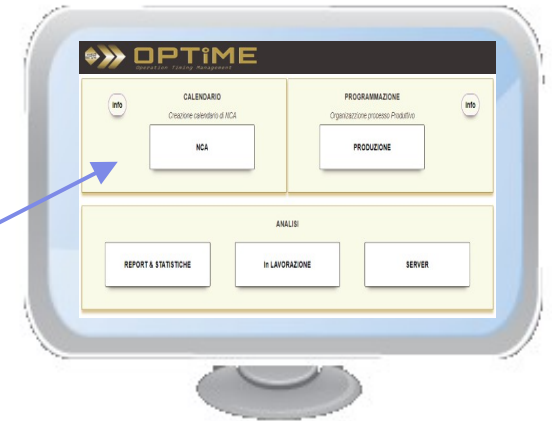 OPTiME
Operation Timing Management
CALENDARIO
Creazione calendario di NCA
info
NCA
PROGRAMMAZIONE
Organizzazione processo Produttivo
info
PRODUZIONE
ANALISI
REPORT & STATISTICHE
In LAVORAZIONE
SERVER